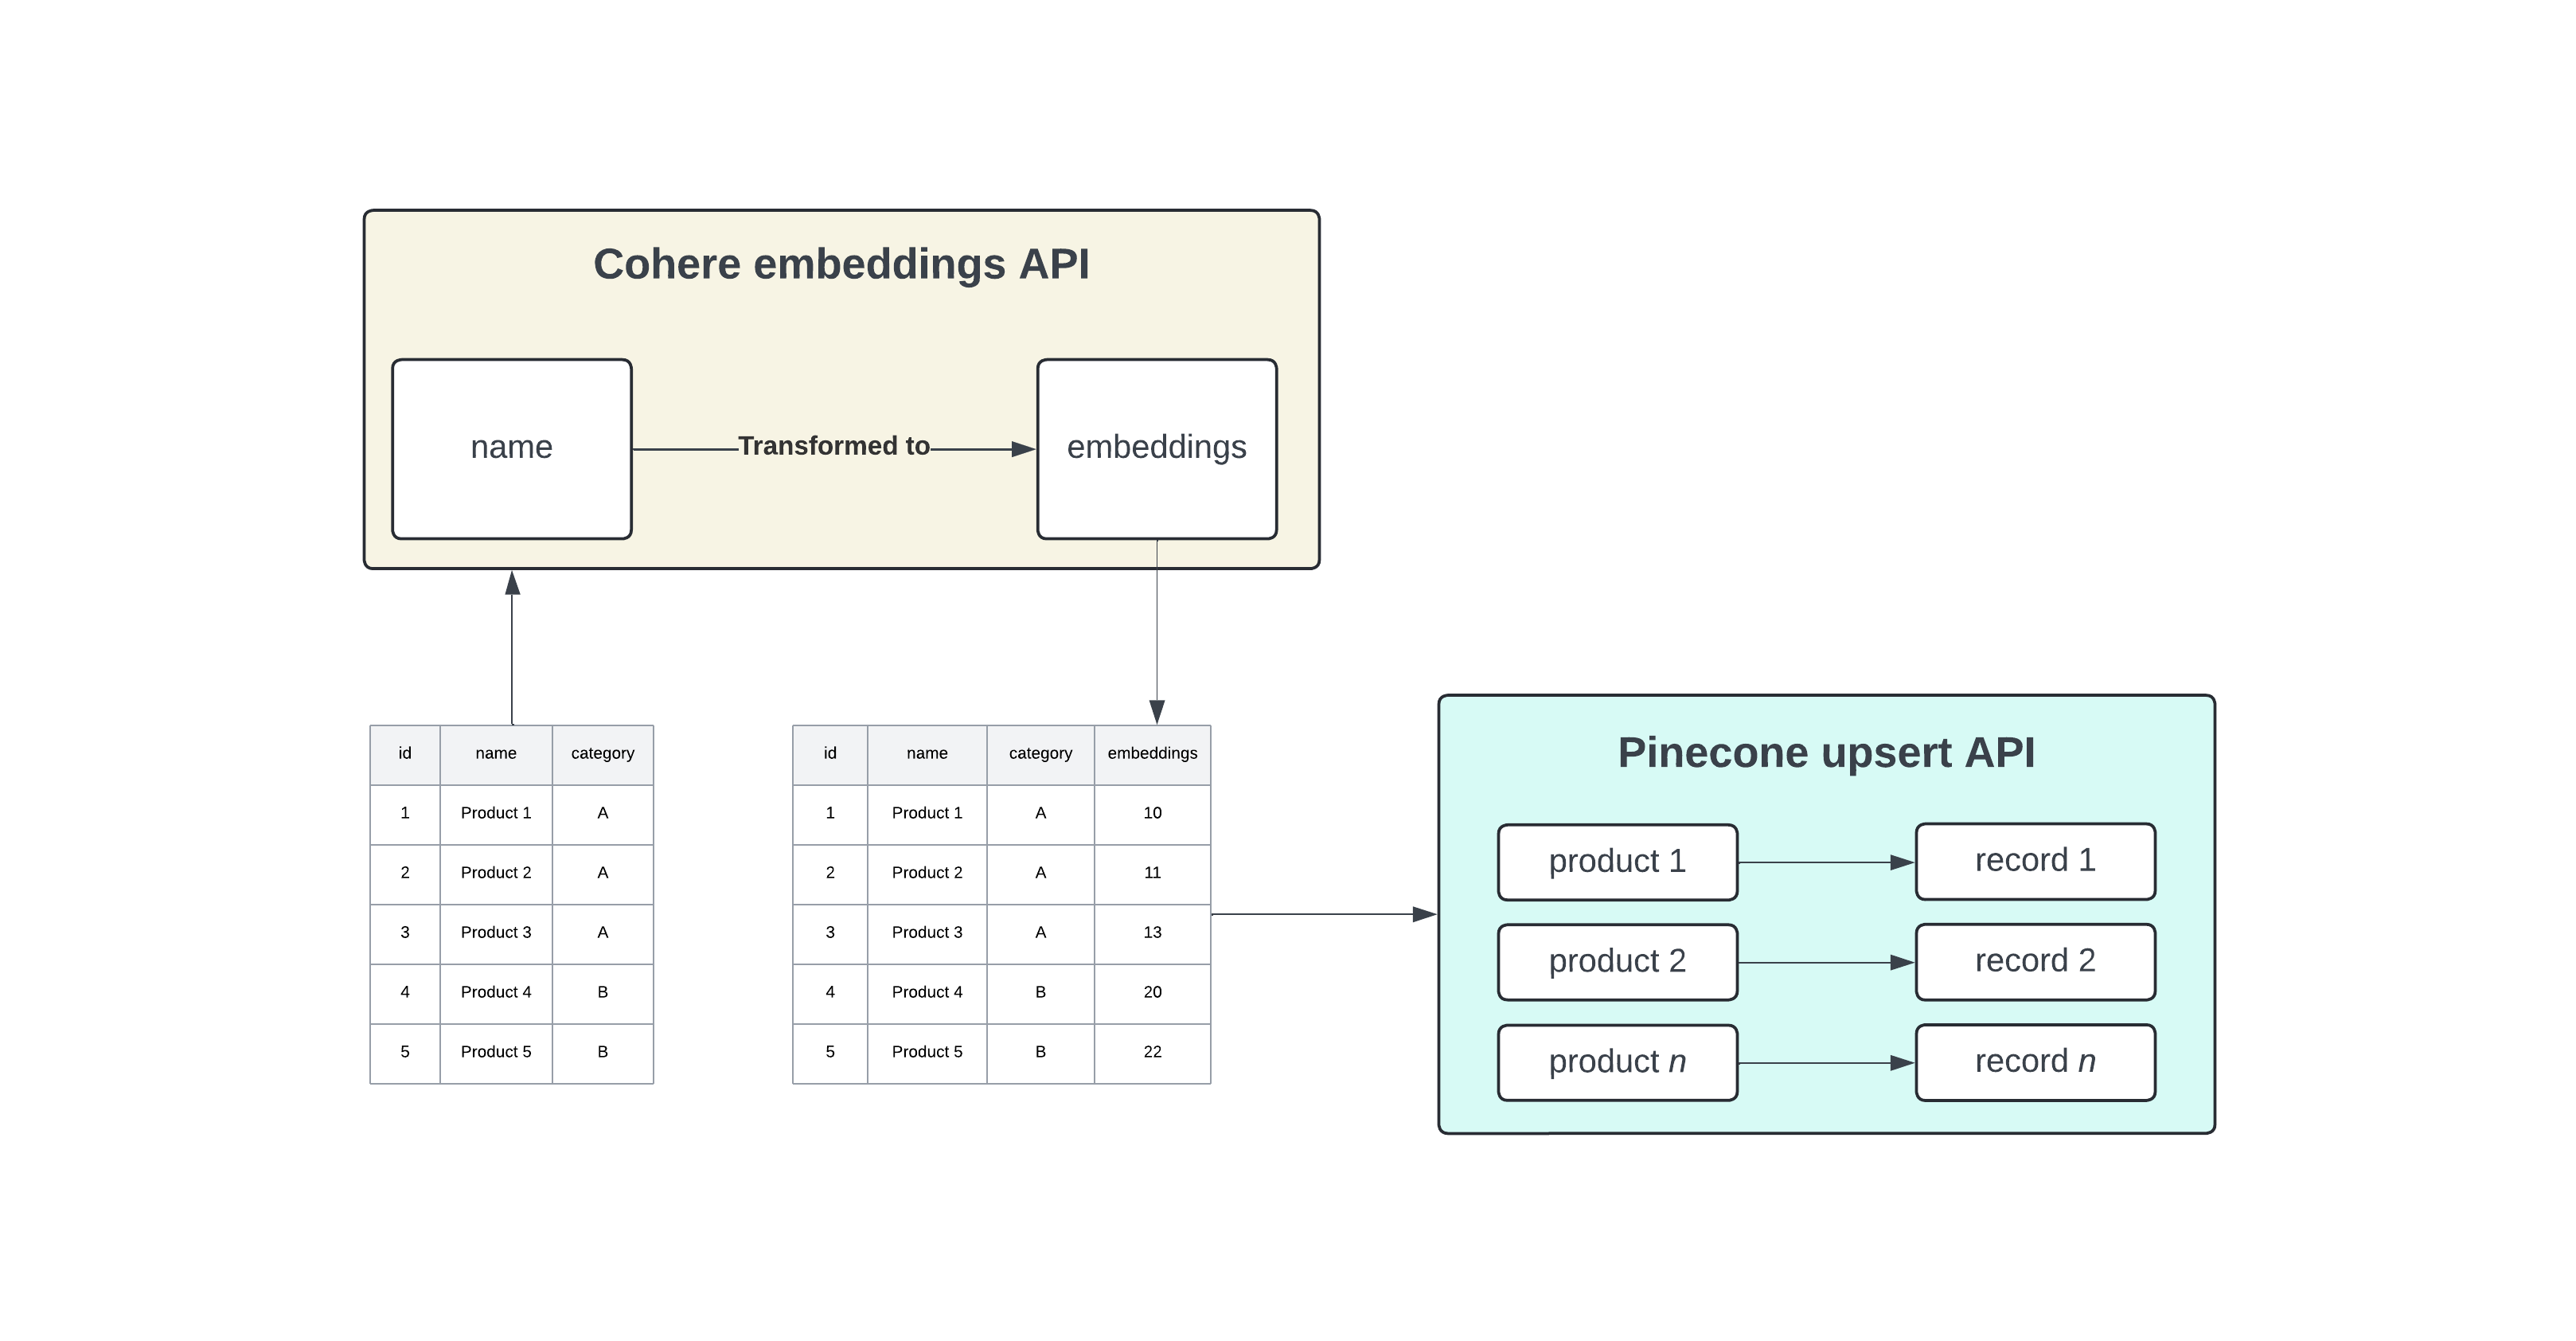 Cohere embeddings API
name
Transformed to
embeddings
id name category
1 Product 1 A
2 Product 2 A
3 Product 3 A
4 Product 4 B
5 Product 5 B
id name category embeddings
1 Product 1 A 10
2 Product 2 A 11
3 Product 3 A 13
4 Product 4 B 20
5 Product 5 B 22
Pinecone upsert API
product 1 record 1
product 2 record 2
product n record n